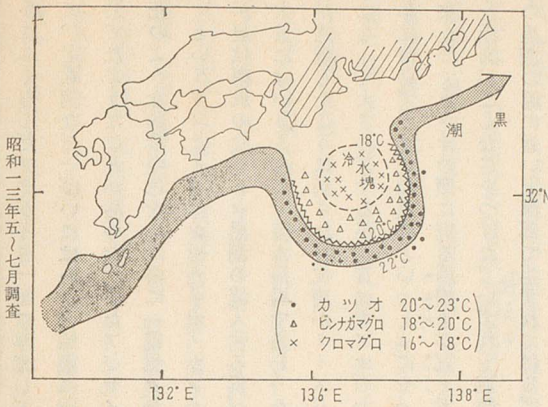 昭和一三年五～七月調査
黒潮
18°C
冷水塊
20°C
22°C
32°N
● カツオ 20°～23°C
△ ビンナガマグロ 18°～20°C
× クロマグロ 16°～18°C
132°E
136°E
138°E